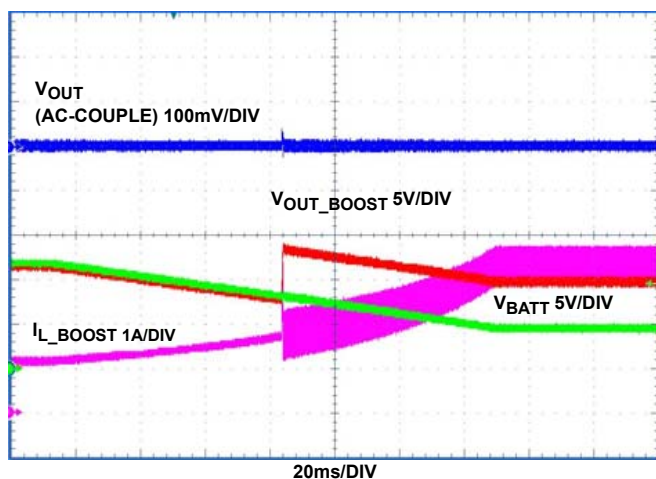 VOUT
(AC-COUPLE) 100mV/DIV
VOUT_BOOST 5V/DIV
VBATT 5V/DIV
IL_BOOST 1A/DIV
20ms/DIV